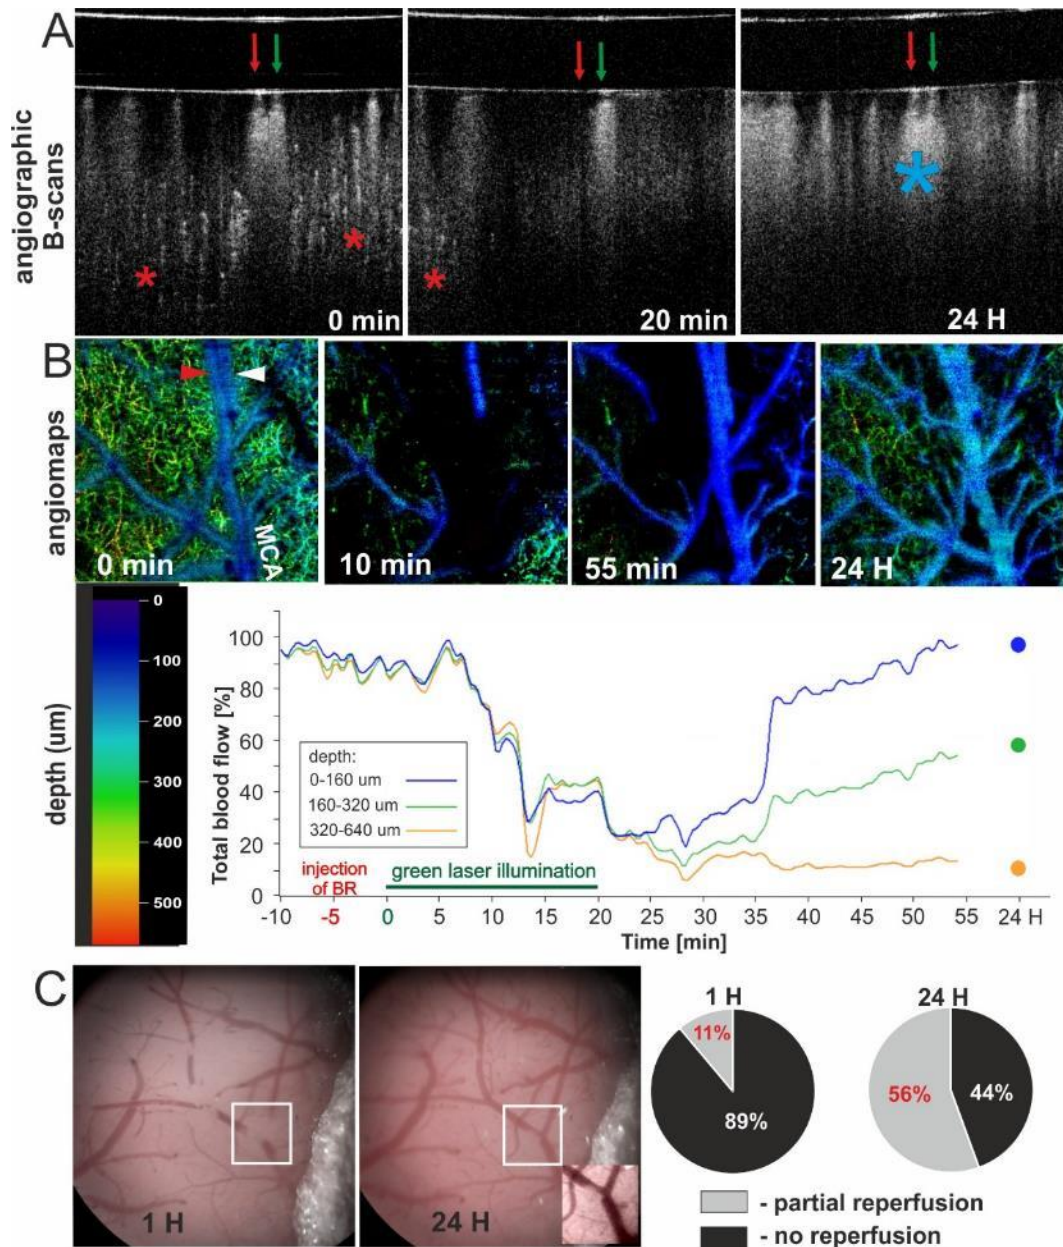 A
angiographic
B-scans
0 min
20 min
24 H
B
angiomaps
MCA
0 min
10 min
55 min
24 H
depth (um)
0
100
200
300
400
500
Total blood flow [%]
100
80
60
40
20
0
depth:
0-160 um
160-320 um
320-640 um
injection
of BR
green laser illumination
-10 -5 0 5 10 15 20 25 30 35 40 45 50 55 24 H
Time [min]
C
1 H
24 H
1 H
11%
89%
24 H
56%
44%
- partial reperfusion
- no reperfusion